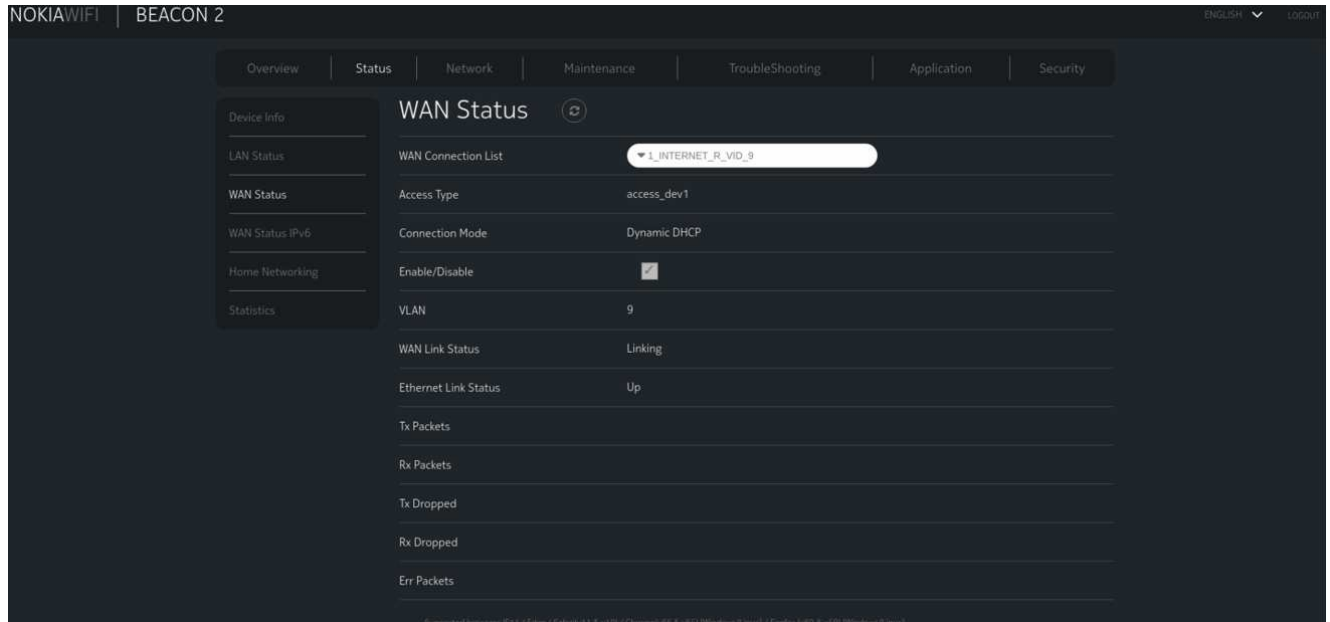 NOKIAWIFI | BEACON 2
ENGLISH LOGOUT
Overview Status Network Maintenance TroubleShooting Application Security
Device Info
LAN Status
WAN Status
WAN Status IPv6
Home Networking
Statistics
WAN Status
WAN Connection List 1_INTERNET_R_VID_9
Access Type access_dev1
Connection Mode Dynamic DHCP
Enable/Disable
VLAN 9
WAN Link Status Linking
Ethernet Link Status Up
Tx Packets
Rx Packets
Tx Dropped
Rx Dropped
Err Packets